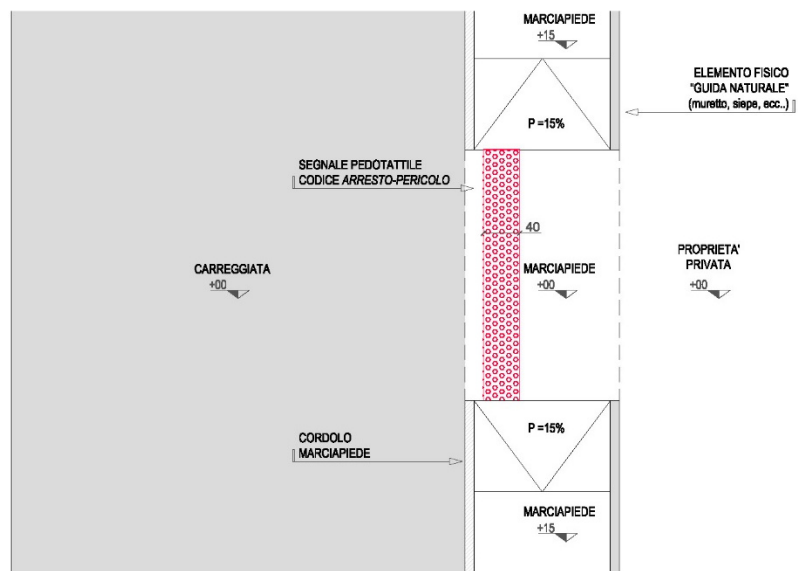 MARCIAPIEDE
+15
ELEMENTO FISICO
"GUIDA NATURALE"
(muretto, siepe, ecc..)
P =15%
SEGNALE PEDOTATTILE
CODICE ARRESTO-PERICOLO
40
CARREGGIATA
+00
MARCIAPIEDE
+00
PROPRIETA'
PRIVATA
+00
P =15%
CORDOLO
MARCIAPIEDE
MARCIAPIEDE
+15